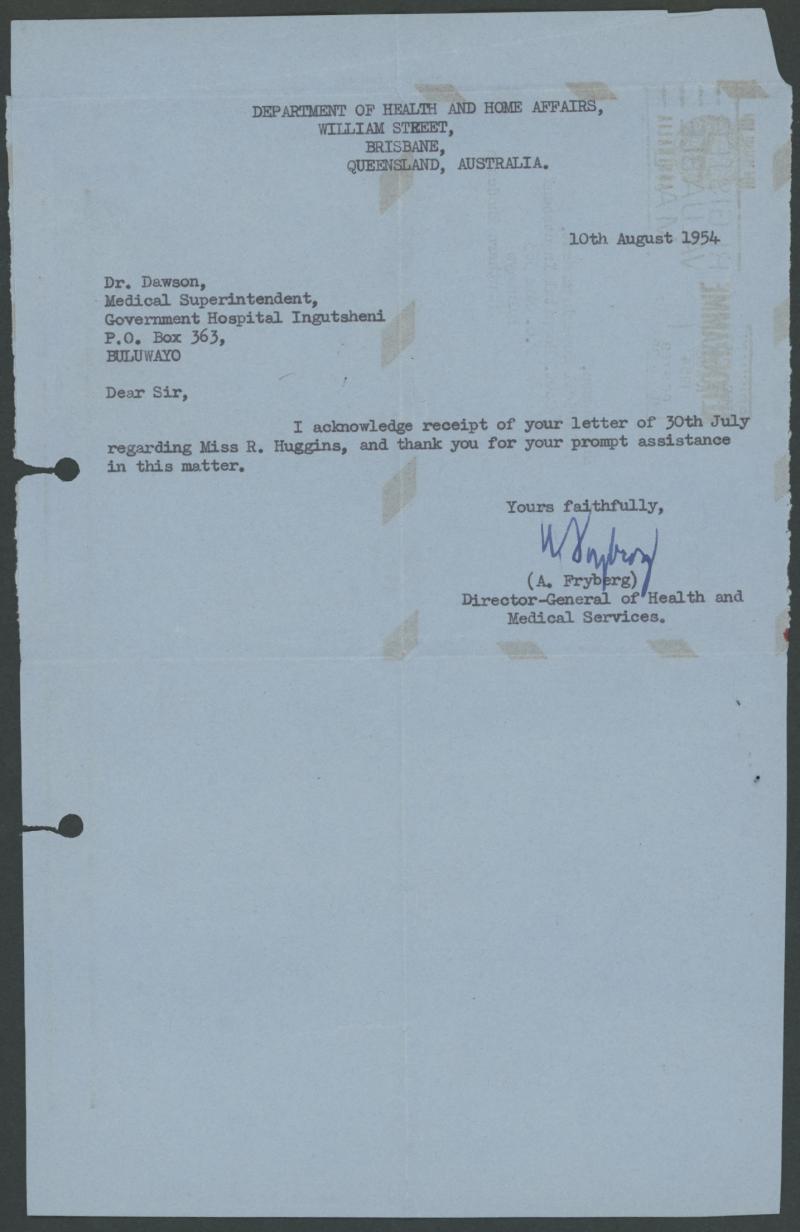 DEPARTMENT OF HEALTH AND HOME AFFAIRS,
WILLIAM STREET,
BRISBANE,
QUEENSLAND, AUSTRALIA.
10th August 1954
Dr. Dawson,
Medical Superintendent,
Government Hospital Ingutsheni
P.O. Box 363,
BULUWAYO
Dear Sir,
I acknowledge receipt of your letter of 30th July
regarding Miss R. Huggins, and thank you for your prompt assistance
in this matter.
Yours faithfully,
(A. Fryberg)
Director-General of Health and
Medical Services.